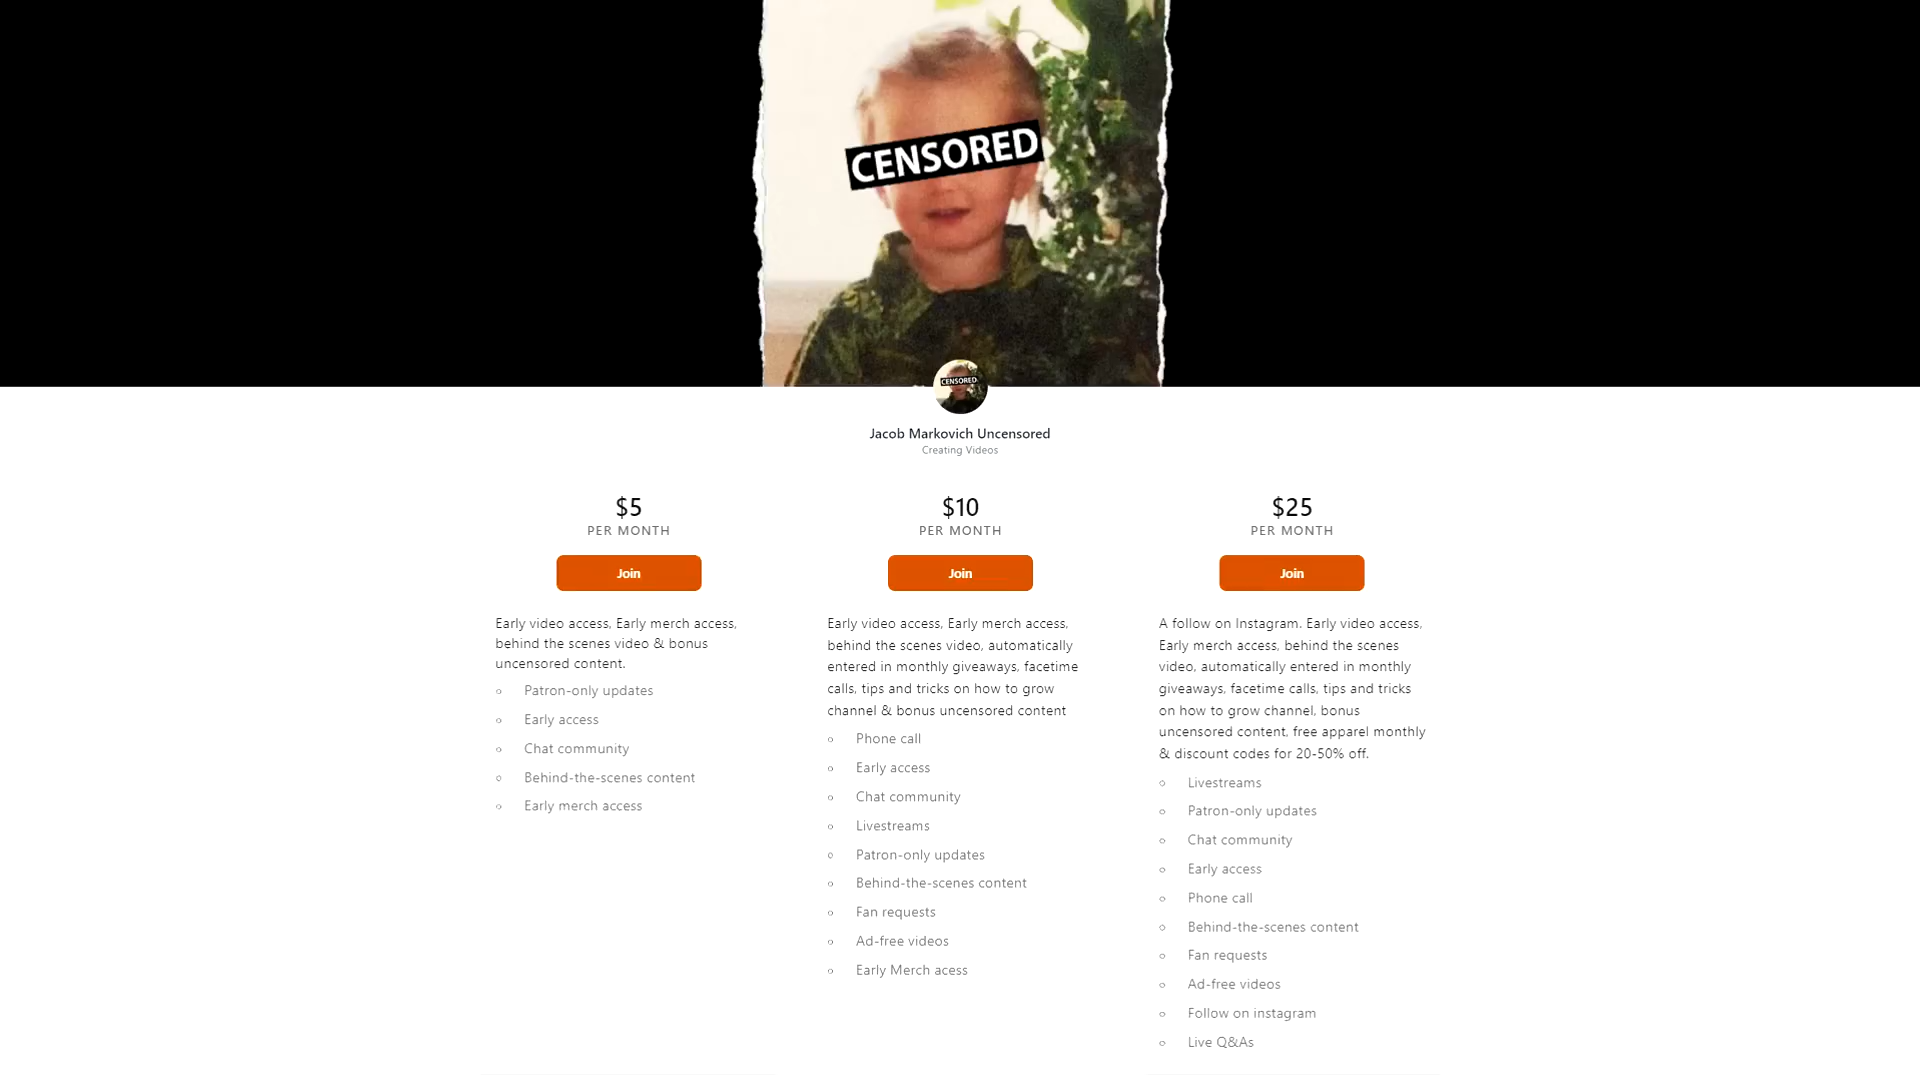 CENSORED
CENSORED
Jacob Markovich Uncensored
Creating Videos
$5
PER MONTH
Join
Early video access, Early merch access,
behind the scenes video & bonus
uncensored content.
Patron-only updates
Early access
Chat community
Behind-the-scenes content
Early merch access
$10
PER MONTH
Join
Early video access, Early merch access,
behind the scenes video, automatically
entered in monthly giveaways, facetime
calls, tips and tricks on how to grow
channel & bonus uncensored content
Phone call
Early access
Chat community
Livestreams
Patron-only updates
Behind-the-scenes content
Fan requests
Ad-free videos
Early Merch acess
$25
PER MONTH
Join
A follow on Instagram. Early video access,
Early merch access, behind the scenes
video, automatically entered in monthly
giveaways, facetime calls, tips and tricks
on how to grow channel, bonus
uncensored content, free apparel monthly
& discount codes for 20-50% off.
Livestreams
Patron-only updates
Chat community
Early access
Phone call
Behind-the-scenes content
Fan requests
Ad-free videos
Follow on instagram
Live Q&As